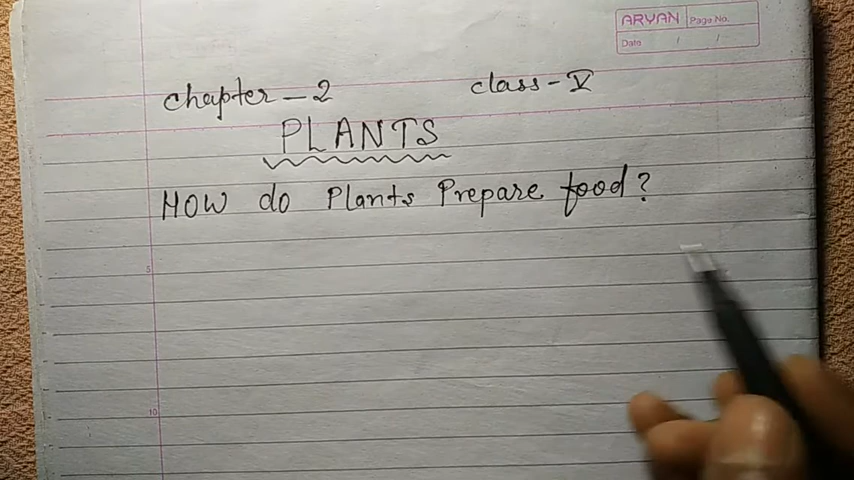 ARYAN Page No.
Date / /
chapter-2 class-V
PLANTS
HOW do Plants Prepare food?
5
10